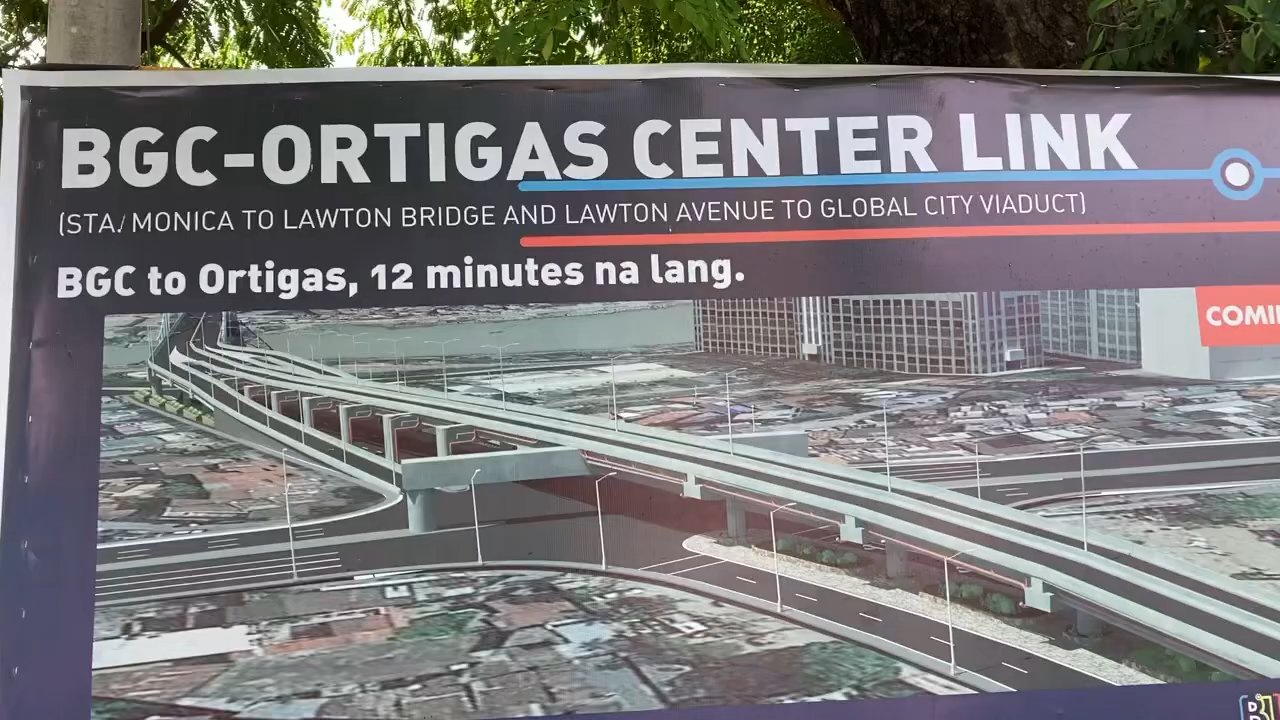 BGC-ORTIGAS CENTER LINK
(STA/ MONICA TO LAWTON BRIDGE AND LAWTON AVENUE TO GLOBAL CITY VIADUCT)
BGC to Ortigas, 12 minutes na lang.